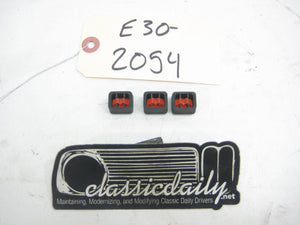 E30-
2054
classicdaily.net
Maintaining, Modernizing, and Modifying Classic Daily Drivers